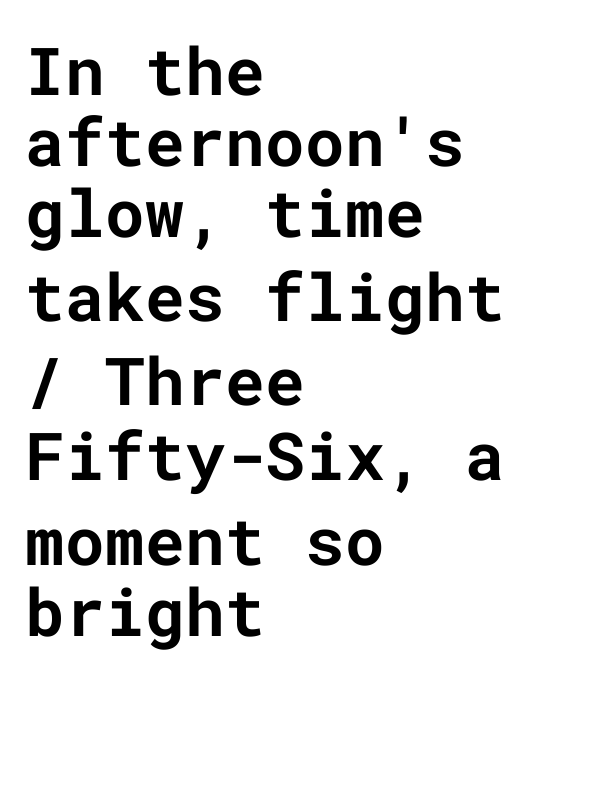 In the
afternoon's
glow, time
takes flight
/ Three
Fifty-Six, a
moment so
bright